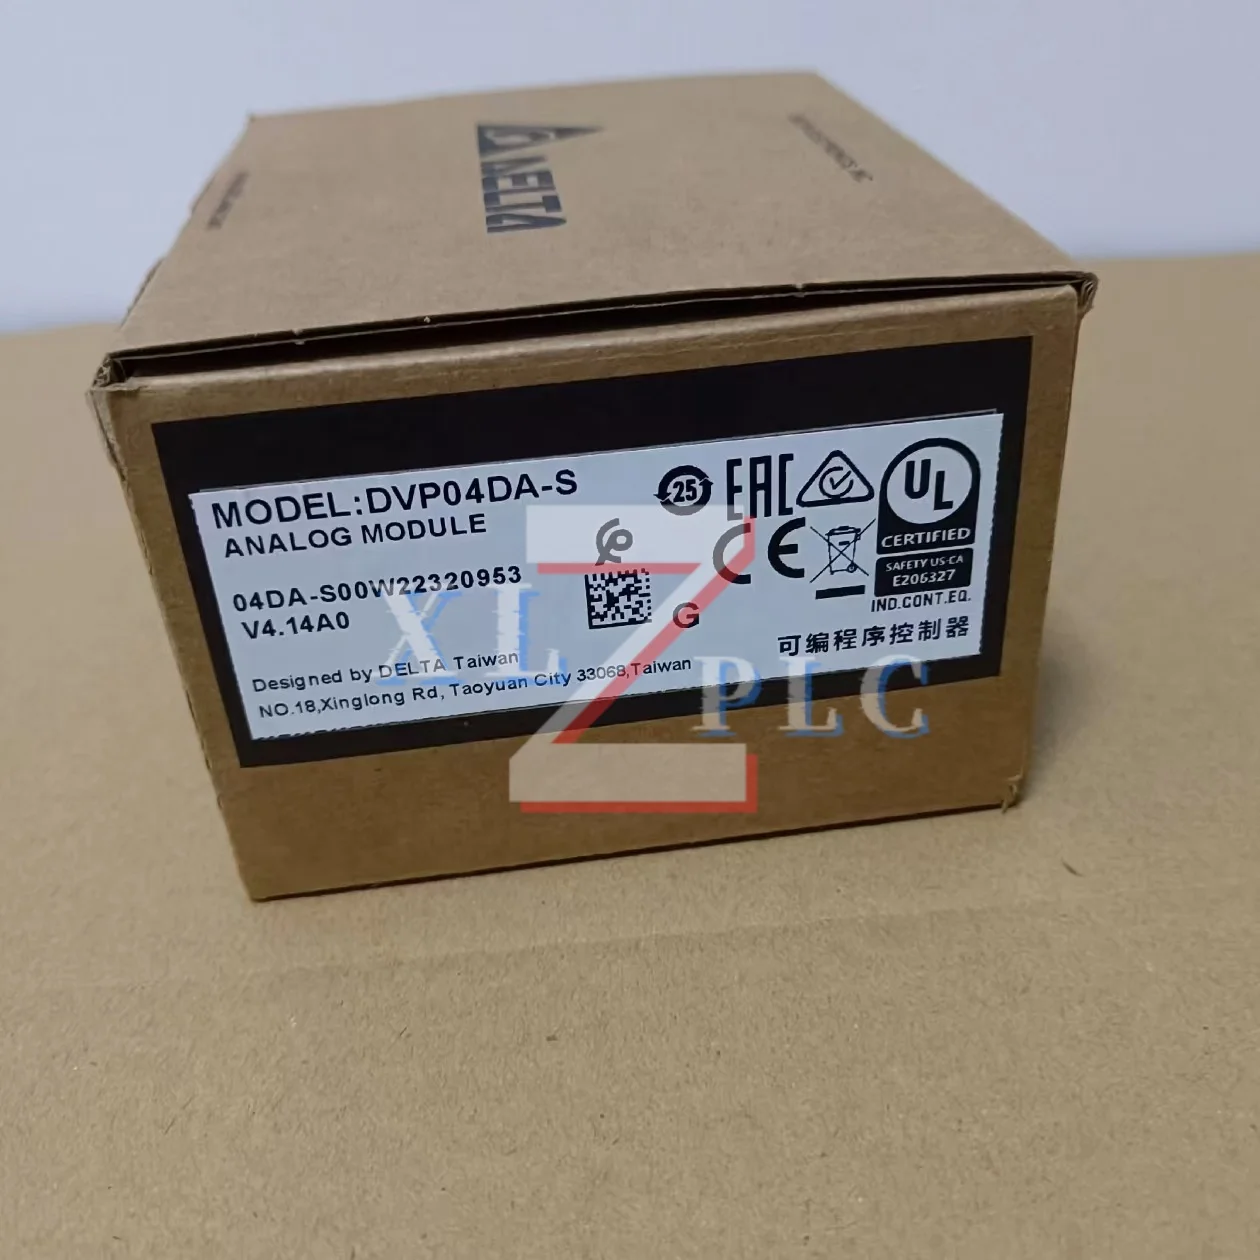 DELTA
MODEL:DVP04DA-S
ANALOG MODULE
04DA-S00W22320953
V4.14A0
Designed by DELTA Taiwan
NO.18,Xinglong Rd, Taoyuan City 33068,Taiwan
25
EAC
CE
UL
CERTIFIED
SAFETY US-CA
E206327
IND.CONT.EQ.
G
可编程序控制器
XLZPLC